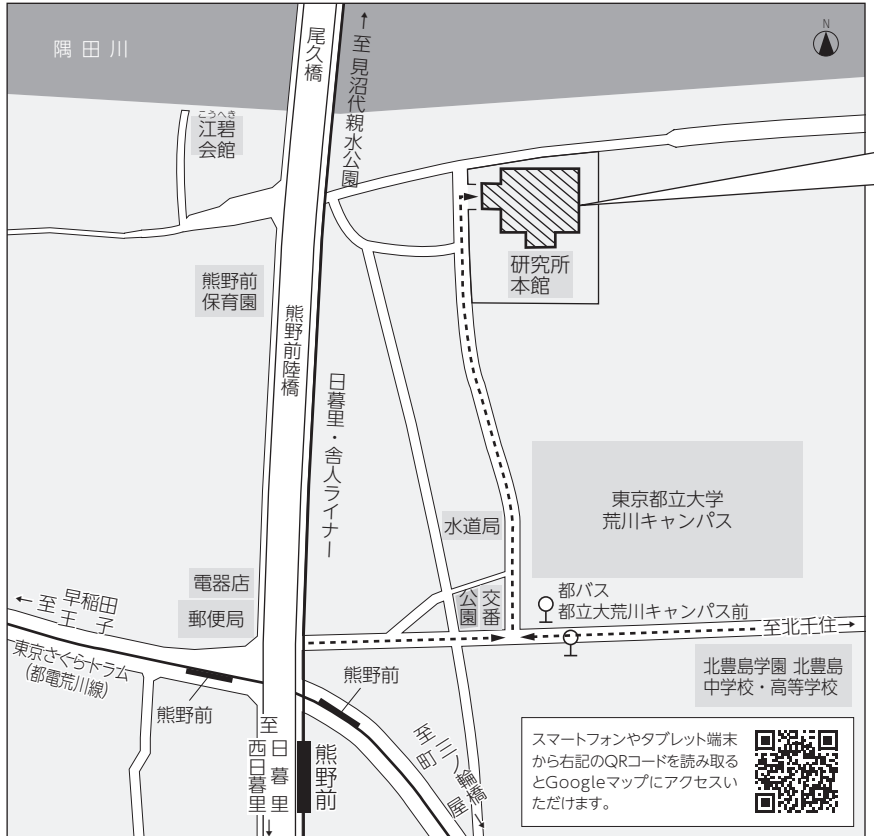 隅田川
尾久橋
←至 見沼代親水公園
N
こうへき
江碧
会館
研究所
本館
熊野前
保育園
熊野前陸橋
日暮里・舎人ライナー
東京都立大学
荒川キャンパス
水道局
電器店
郵便局
公園
交番
都バス
都立大荒川キャンパス前
←至 早稲田
王子
至北千住→
東京さくらトラム
(都電荒川線)
熊野前
熊野前
北豊島学園 北豊島
中学校・高等学校
至 日暮里
西日暮里→
熊野前
至 三ノ輪橋
町屋→
スマートフォンやタブレット端末
から右記のQRコードを読み取る
とGoogleマップにアクセスい
ただけます。